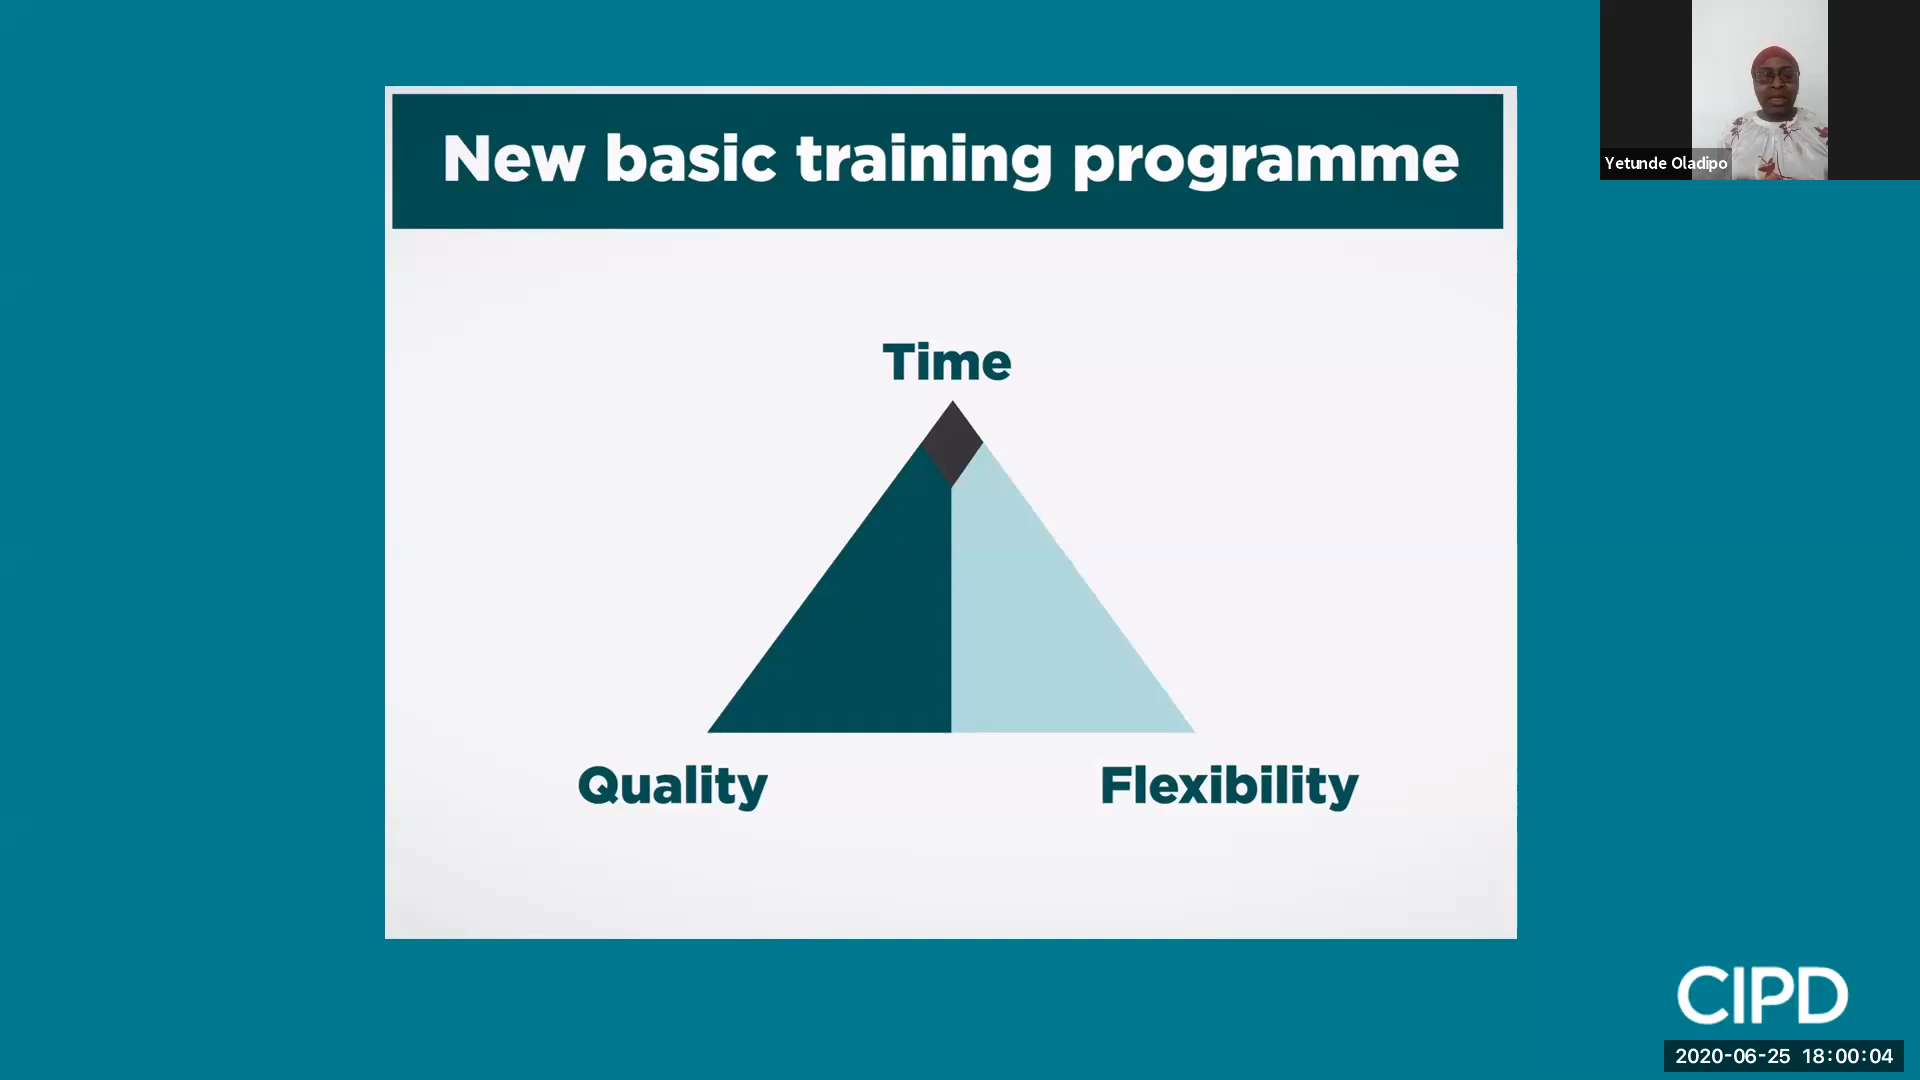 New basic training programme
Yetunde Oladipo
Time
Quality
Flexibility
CIPD
2020-06-25 18:00:04